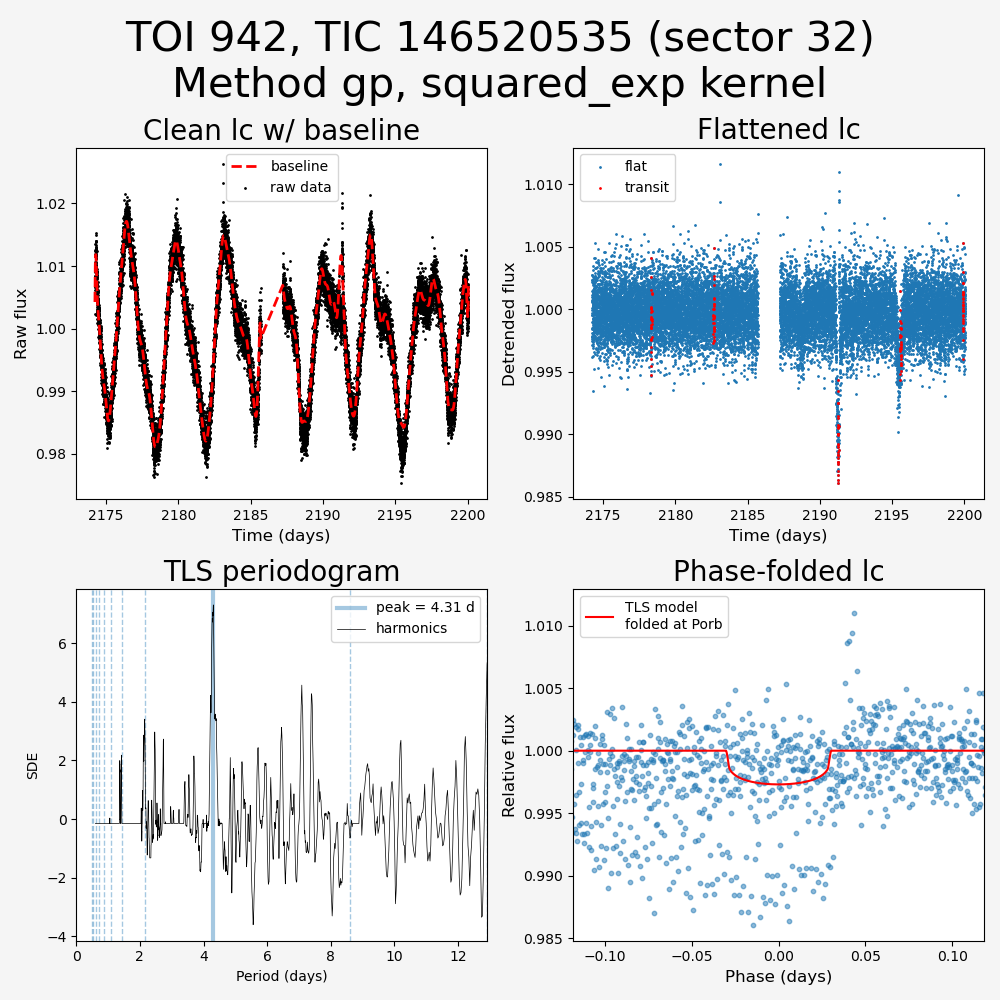 TOI 942, TIC 146520535 (sector 32)
Method gp, squared_exp kernel
Clean lc w/ baseline
baseline
raw data
Raw flux
1.02
1.01
1.00
0.99
0.98
2175
2180
2185
2190
2195
2200
Time (days)
Flattened lc
flat
transit
Detrended flux
1.010
1.005
1.000
0.995
0.990
0.985
2175
2180
2185
2190
2195
2200
Time (days)
TLS periodogram
peak = 4.31 d
harmonics
SDE
6
4
2
0
−2
−4
0
2
4
6
8
10
12
Period (days)
Phase-folded lc
TLS model
folded at Porb
Relative flux
1.010
1.005
1.000
0.995
0.990
0.985
−0.10
−0.05
0.00
0.05
0.10
Phase (days)